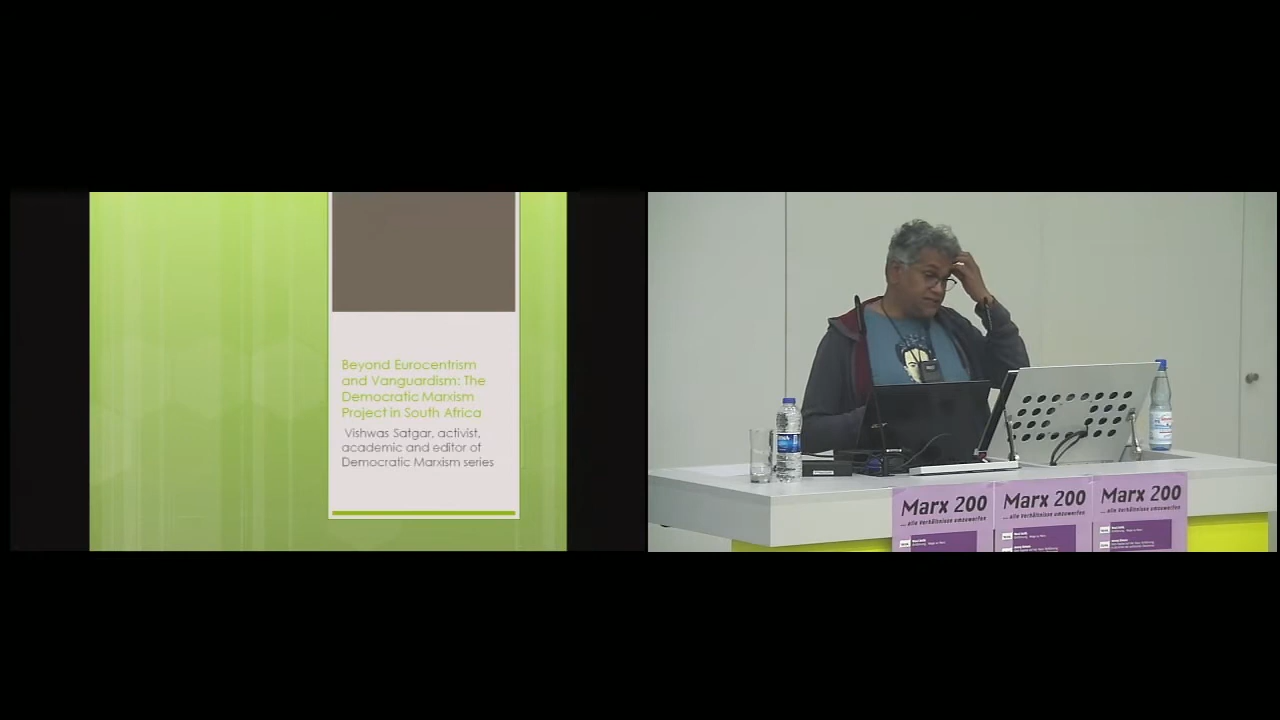 Beyond Eurocentrism
and Vanguardism: The
Democratic Marxism
Project in South Africa
Vishwas Satgar, activist,
academic and editor of
Democratic Marxism series
Marx 200
... alle Verhältnisse umzuwerfen
Marx 200
... alle Verhältnisse umzuwerfen
Marx 200
... alle Verhältnisse umzuwerfen